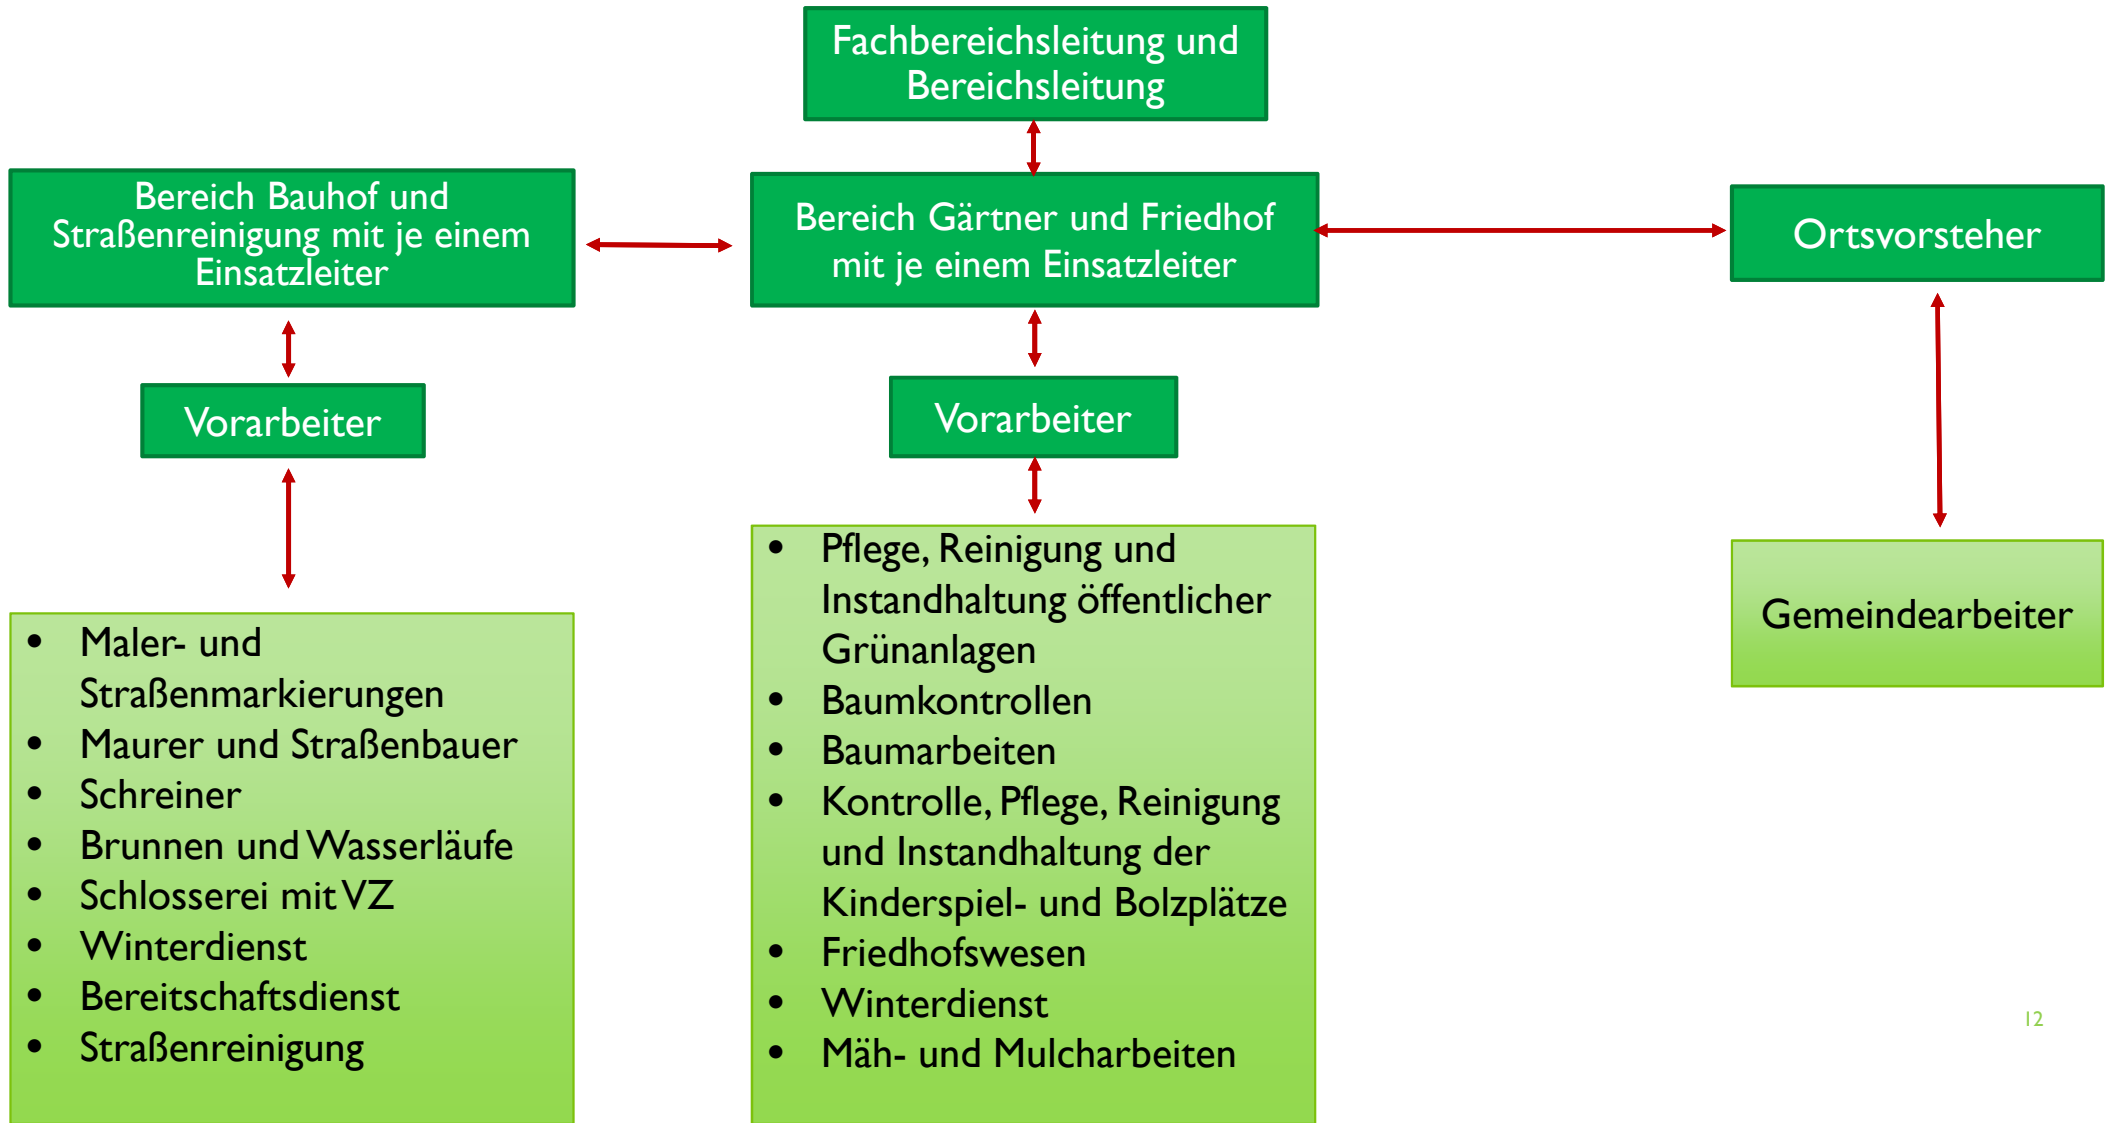 Fachbereichsleitung und
Bereichsleitung
Bereich Bauhof und
Straßenreinigung mit je einem
Einsatzleiter
Bereich Gärtner und Friedhof
mit je einem Einsatzleiter
Ortsvorsteher
Vorarbeiter
Vorarbeiter
• Maler- und
Straßenmarkierungen
• Maurer und Straßenbauer
• Schreiner
• Brunnen und Wasserläufe
• Schlosserei mit VZ
• Winterdienst
• Bereitschaftsdienst
• Straßenreinigung
• Pflege, Reinigung und
Instandhaltung öffentlicher
Grünanlagen
• Baumkontrollen
• Baumarbeiten
• Kontrolle, Pflege, Reinigung
und Instandhaltung der
Kinderspiel- und Bolzplätze
• Friedhofswesen
• Winterdienst
• Mäh- und Mulcharbeiten
Gemeindearbeiter
12